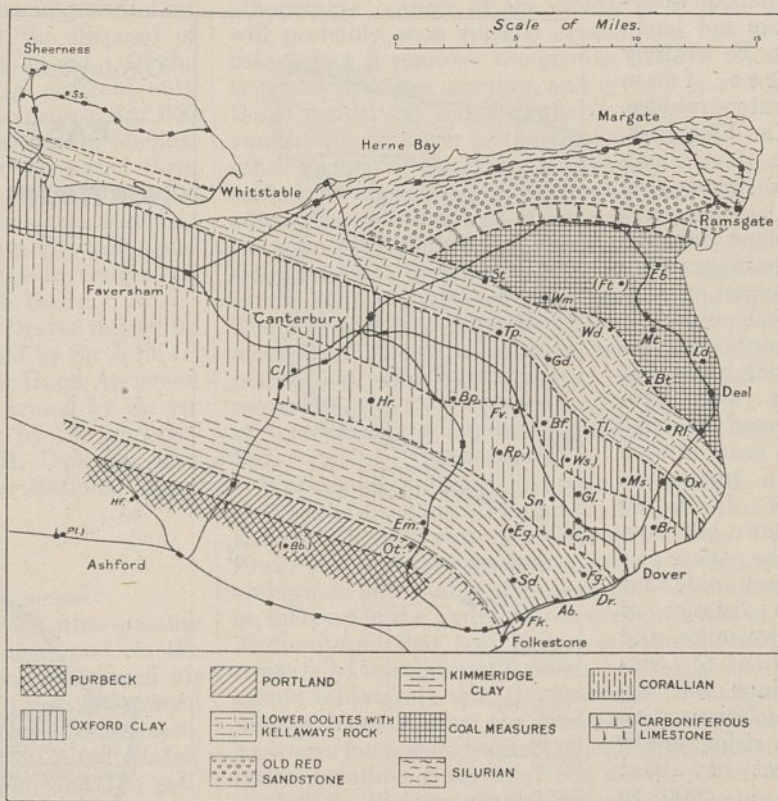 Scale of Miles.
0 5 10 15
Sheerness
Ss.
Margate
Herne Bay
Whitstable
Ramsgate
Eb.
(Ft.)
St.
Wm.
Faversham
Canterbury
Tp.
Wd.
Mt.
Ld.
Gd.
Cl.
Bt.
Deal
Hr.
Bp.
Fv.
Bf.
Tl.
Rl.
(Rp.)
(Ws.)
Ms.
Ox.
Hf.
Sn.
Gl.
Em.
(Eg.)
Cn.
Br.
(Pl.)
(Bb.)
Ot.
Ashford
Sd.
Fg.
Dover
Ab.
Dr.
Fk.
Folkestone
PURBECK
PORTLAND
KIMMERIDGE
CLAY
CORALLIAN
OXFORD CLAY
LOWER OOLITES WITH
KELLAWAYS ROCK
COAL MEASURES
CARBONIFEROUS
LIMESTONE
OLD RED
SANDSTONE
SILURIAN